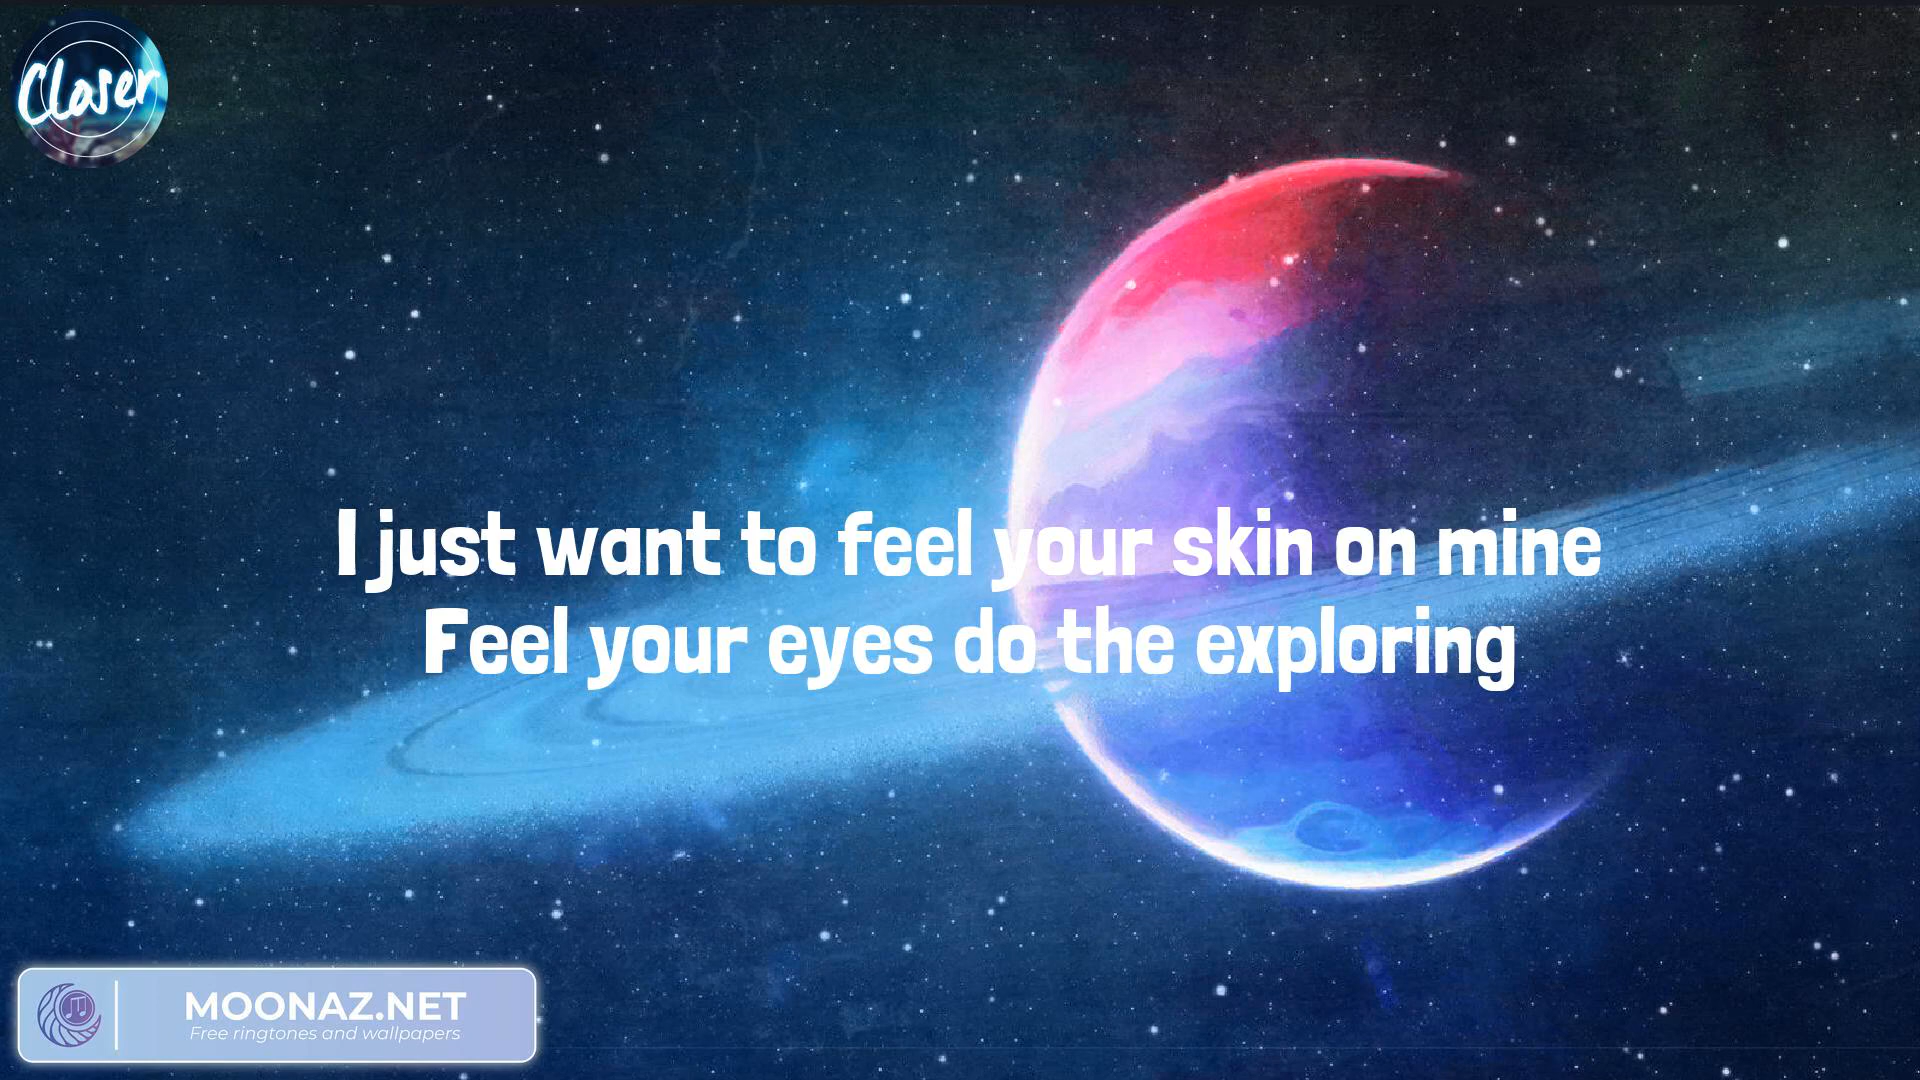 Closer
I just want to feel your skin on mine
Feel your eyes do the exploring
MOONAZ.NET
Free ringtones and wallpapers